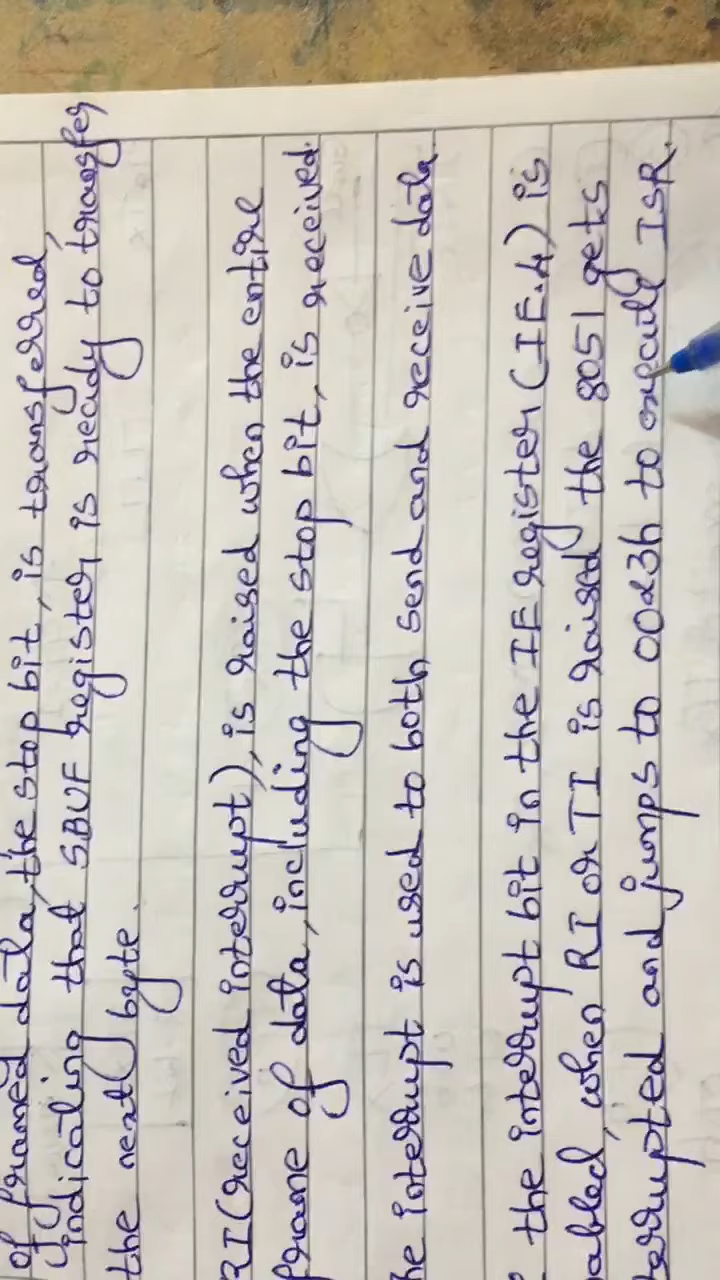 of framed data, the stop bit, is transferred,
indicating that SBUF register is ready to transfer
the next byte.
RI (received interrupt), is raised when the entire
frame of data, including the stop bit, is received.
he interrupt is used to both send and receive data.
the interrupt bit in the IE register (IE.4) is
abled, when RI or TI is raised the 8051 gets
terrupted and jumps to 0023h to execute ISR.